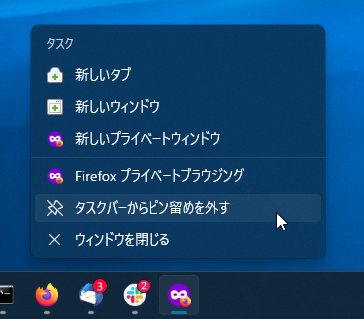 タスク
新しいタブ
新しいウィンドウ
新しいプライベートウィンドウ
Firefox プライベートブラウジング
タスクバーからピン留めを外す
ウィンドウを閉じる
3
2